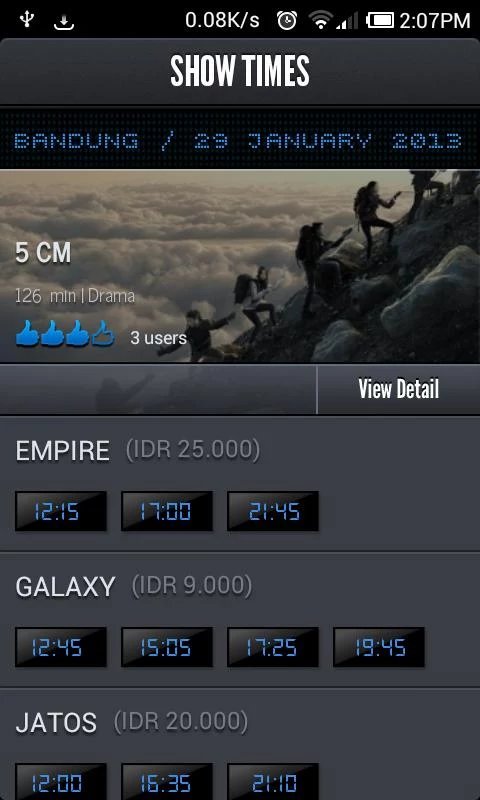 0.08K/s 2:07PM
SHOW TIMES
BANDUNG / 29 JANUARY 2013
5 CM
126 min | Drama
3 users
View Detail
EMPIRE (IDR 25.000)
12:15 17:00 21:45
GALAXY (IDR 9.000)
12:45 15:05 17:25 19:45
JATOS (IDR 20.000)
12:00 16:35 21:10